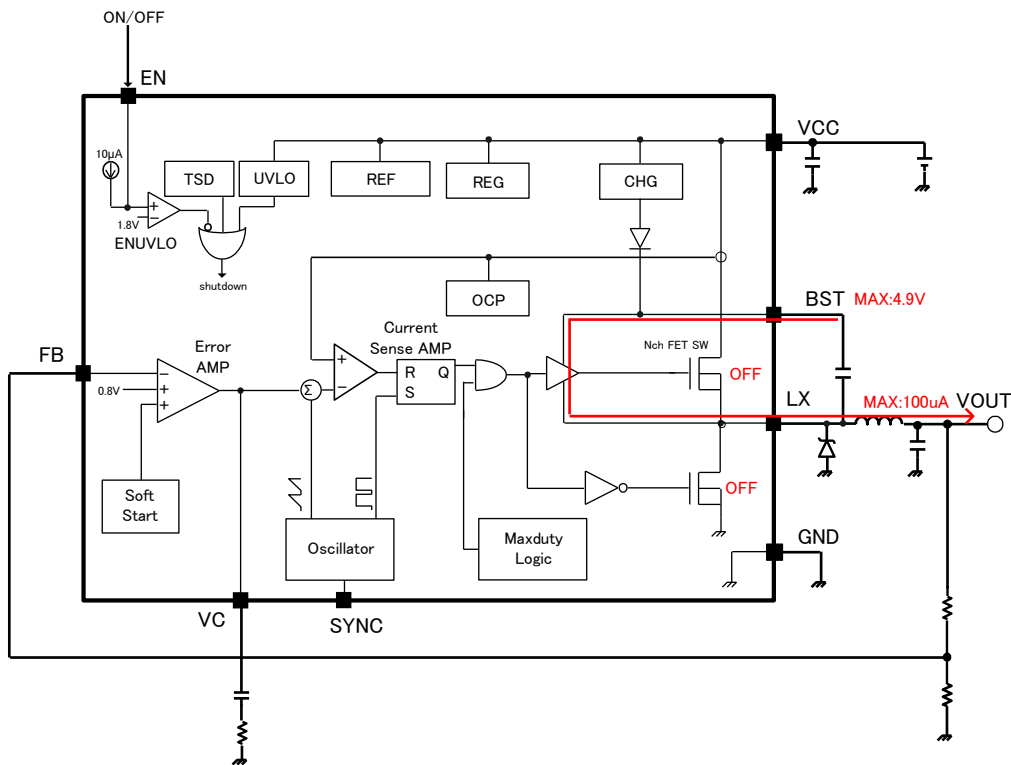 ON/OFF
EN
VCC
10μA
TSD
UVLO
REF
REG
CHG
1.8V
ENUVLO
shutdown
OCP
BST
MAX:4.9V
Current
Sense AMP
Nch FET SW
FB
Error
AMP
R
Q
S
OFF
0.8V
Σ
LX
MAX:100uA
VOUT
Soft
Start
OFF
Oscillator
Maxduty
Logic
GND
VC
SYNC